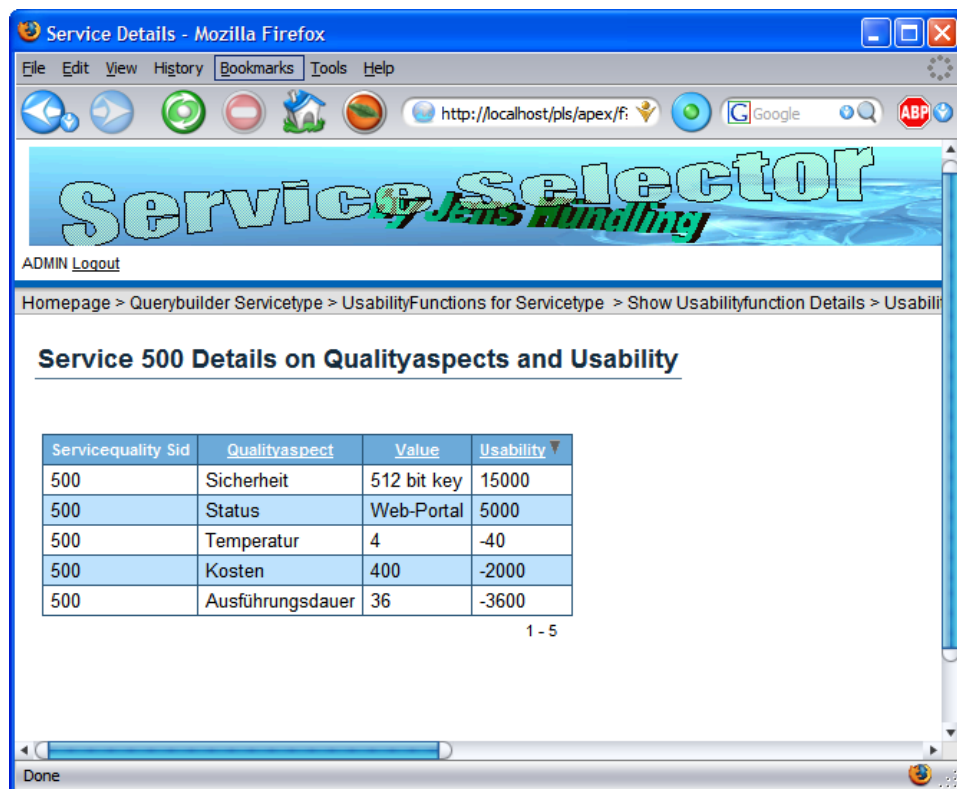 Service Details - Mozilla Firefox
File Edit View History Bookmarks Tools Help
http://localhost/pls/apex/f? G Google ABP
Service Selector
by Jens Hündling
ADMIN Logout
Homepage > Querybuilder Servicetype > UsabilityFunctions for Servicetype > Show Usabilityfunction Details > Usabili
Service 500 Details on Qualityaspects and Usability
Servicequality Sid Qualityaspect Value Usability
500 Sicherheit 512 bit key 15000
500 Status Web-Portal 5000
500 Temperatur 4 -40
500 Kosten 400 -2000
500 Ausführungsdauer 36 -3600
1 - 5
Done